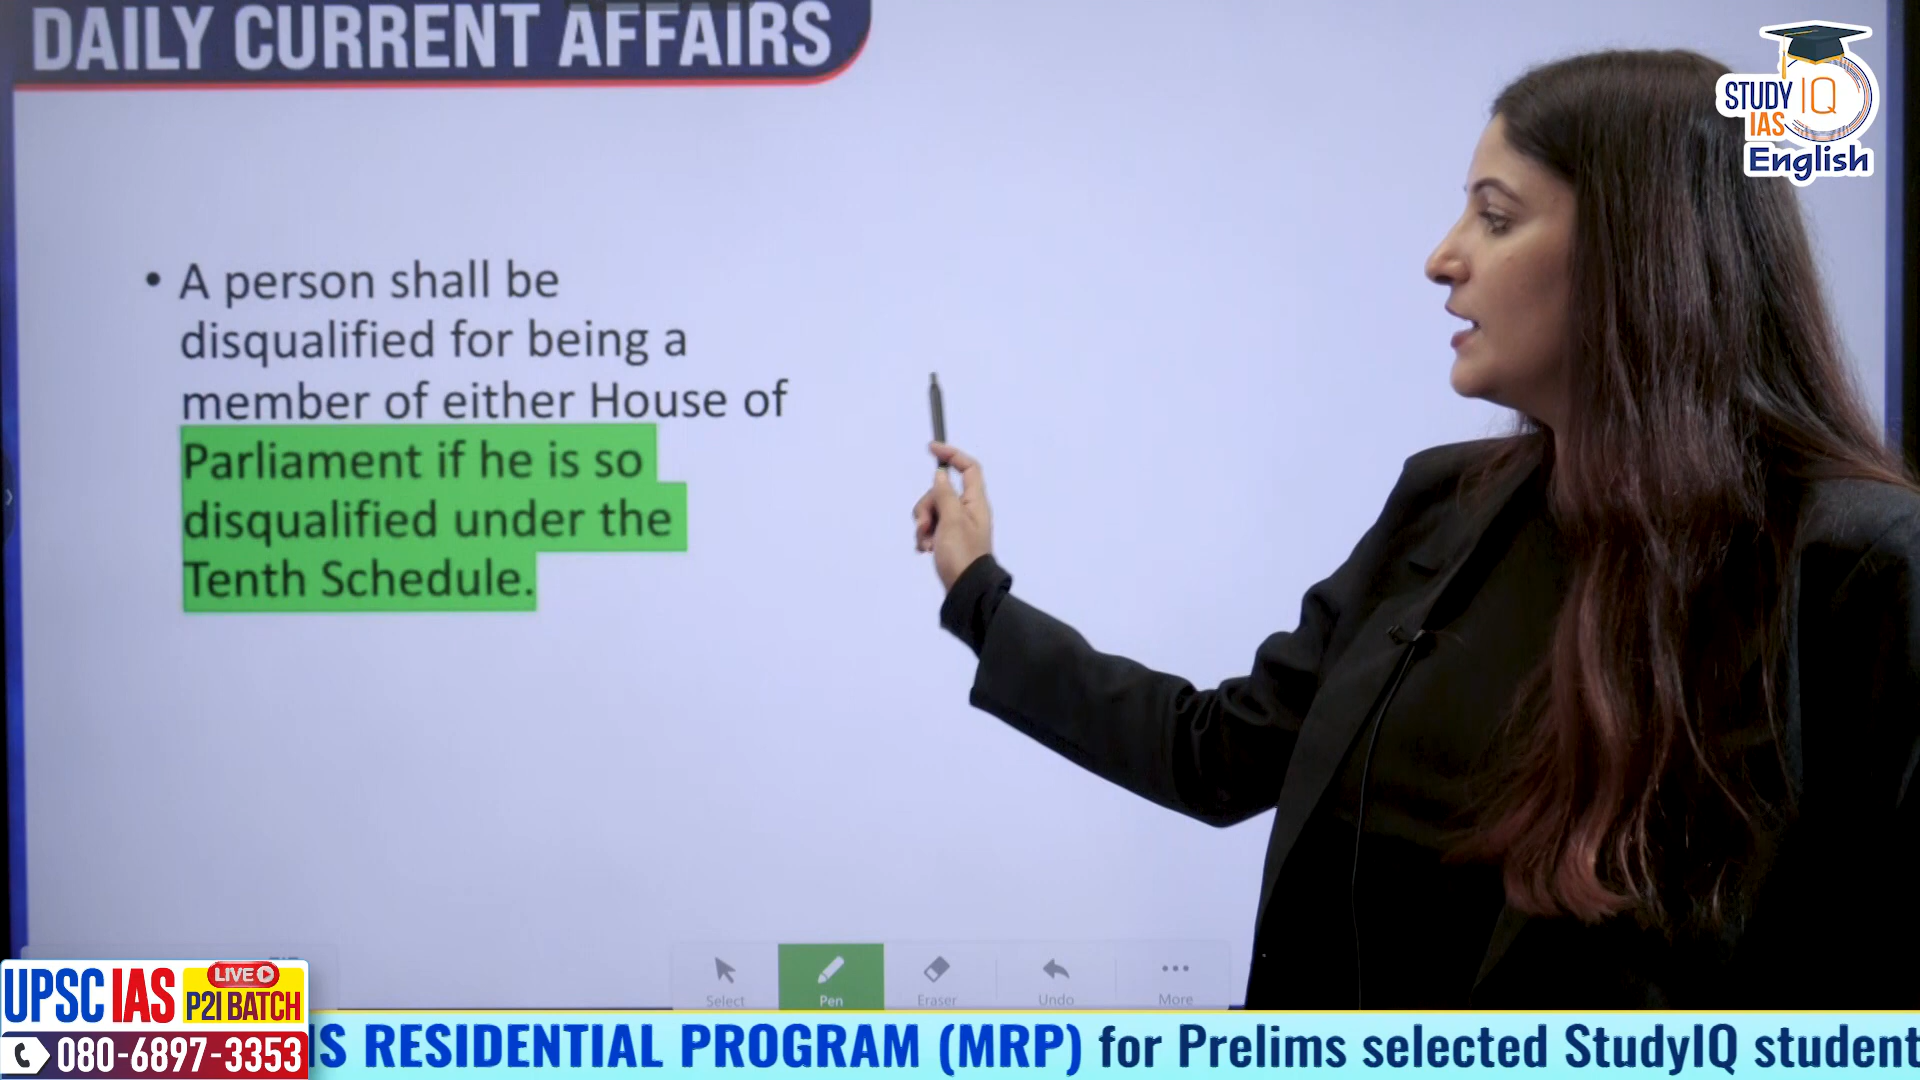 DAILY CURRENT AFFAIRS
STUDY IQ
IAS
English
• A person shall be
disqualified for being a
member of either House of
Parliament if he is so
disqualified under the
Tenth Schedule.
Select
Pen
Eraser
Undo
More
UPSC IAS
LIVE
P2I BATCH
080-6897-3353
IS RESIDENTIAL PROGRAM (MRP) for Prelims selected StudyIQ student